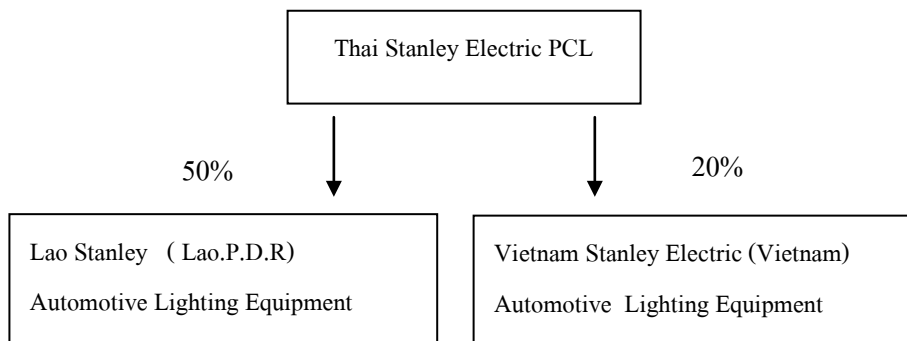 Thai Stanley Electric PCL
50%
20%
Lao Stanley ( Lao.P.D.R)
Automotive Lighting Equipment
Vietnam Stanley Electric (Vietnam)
Automotive Lighting Equipment